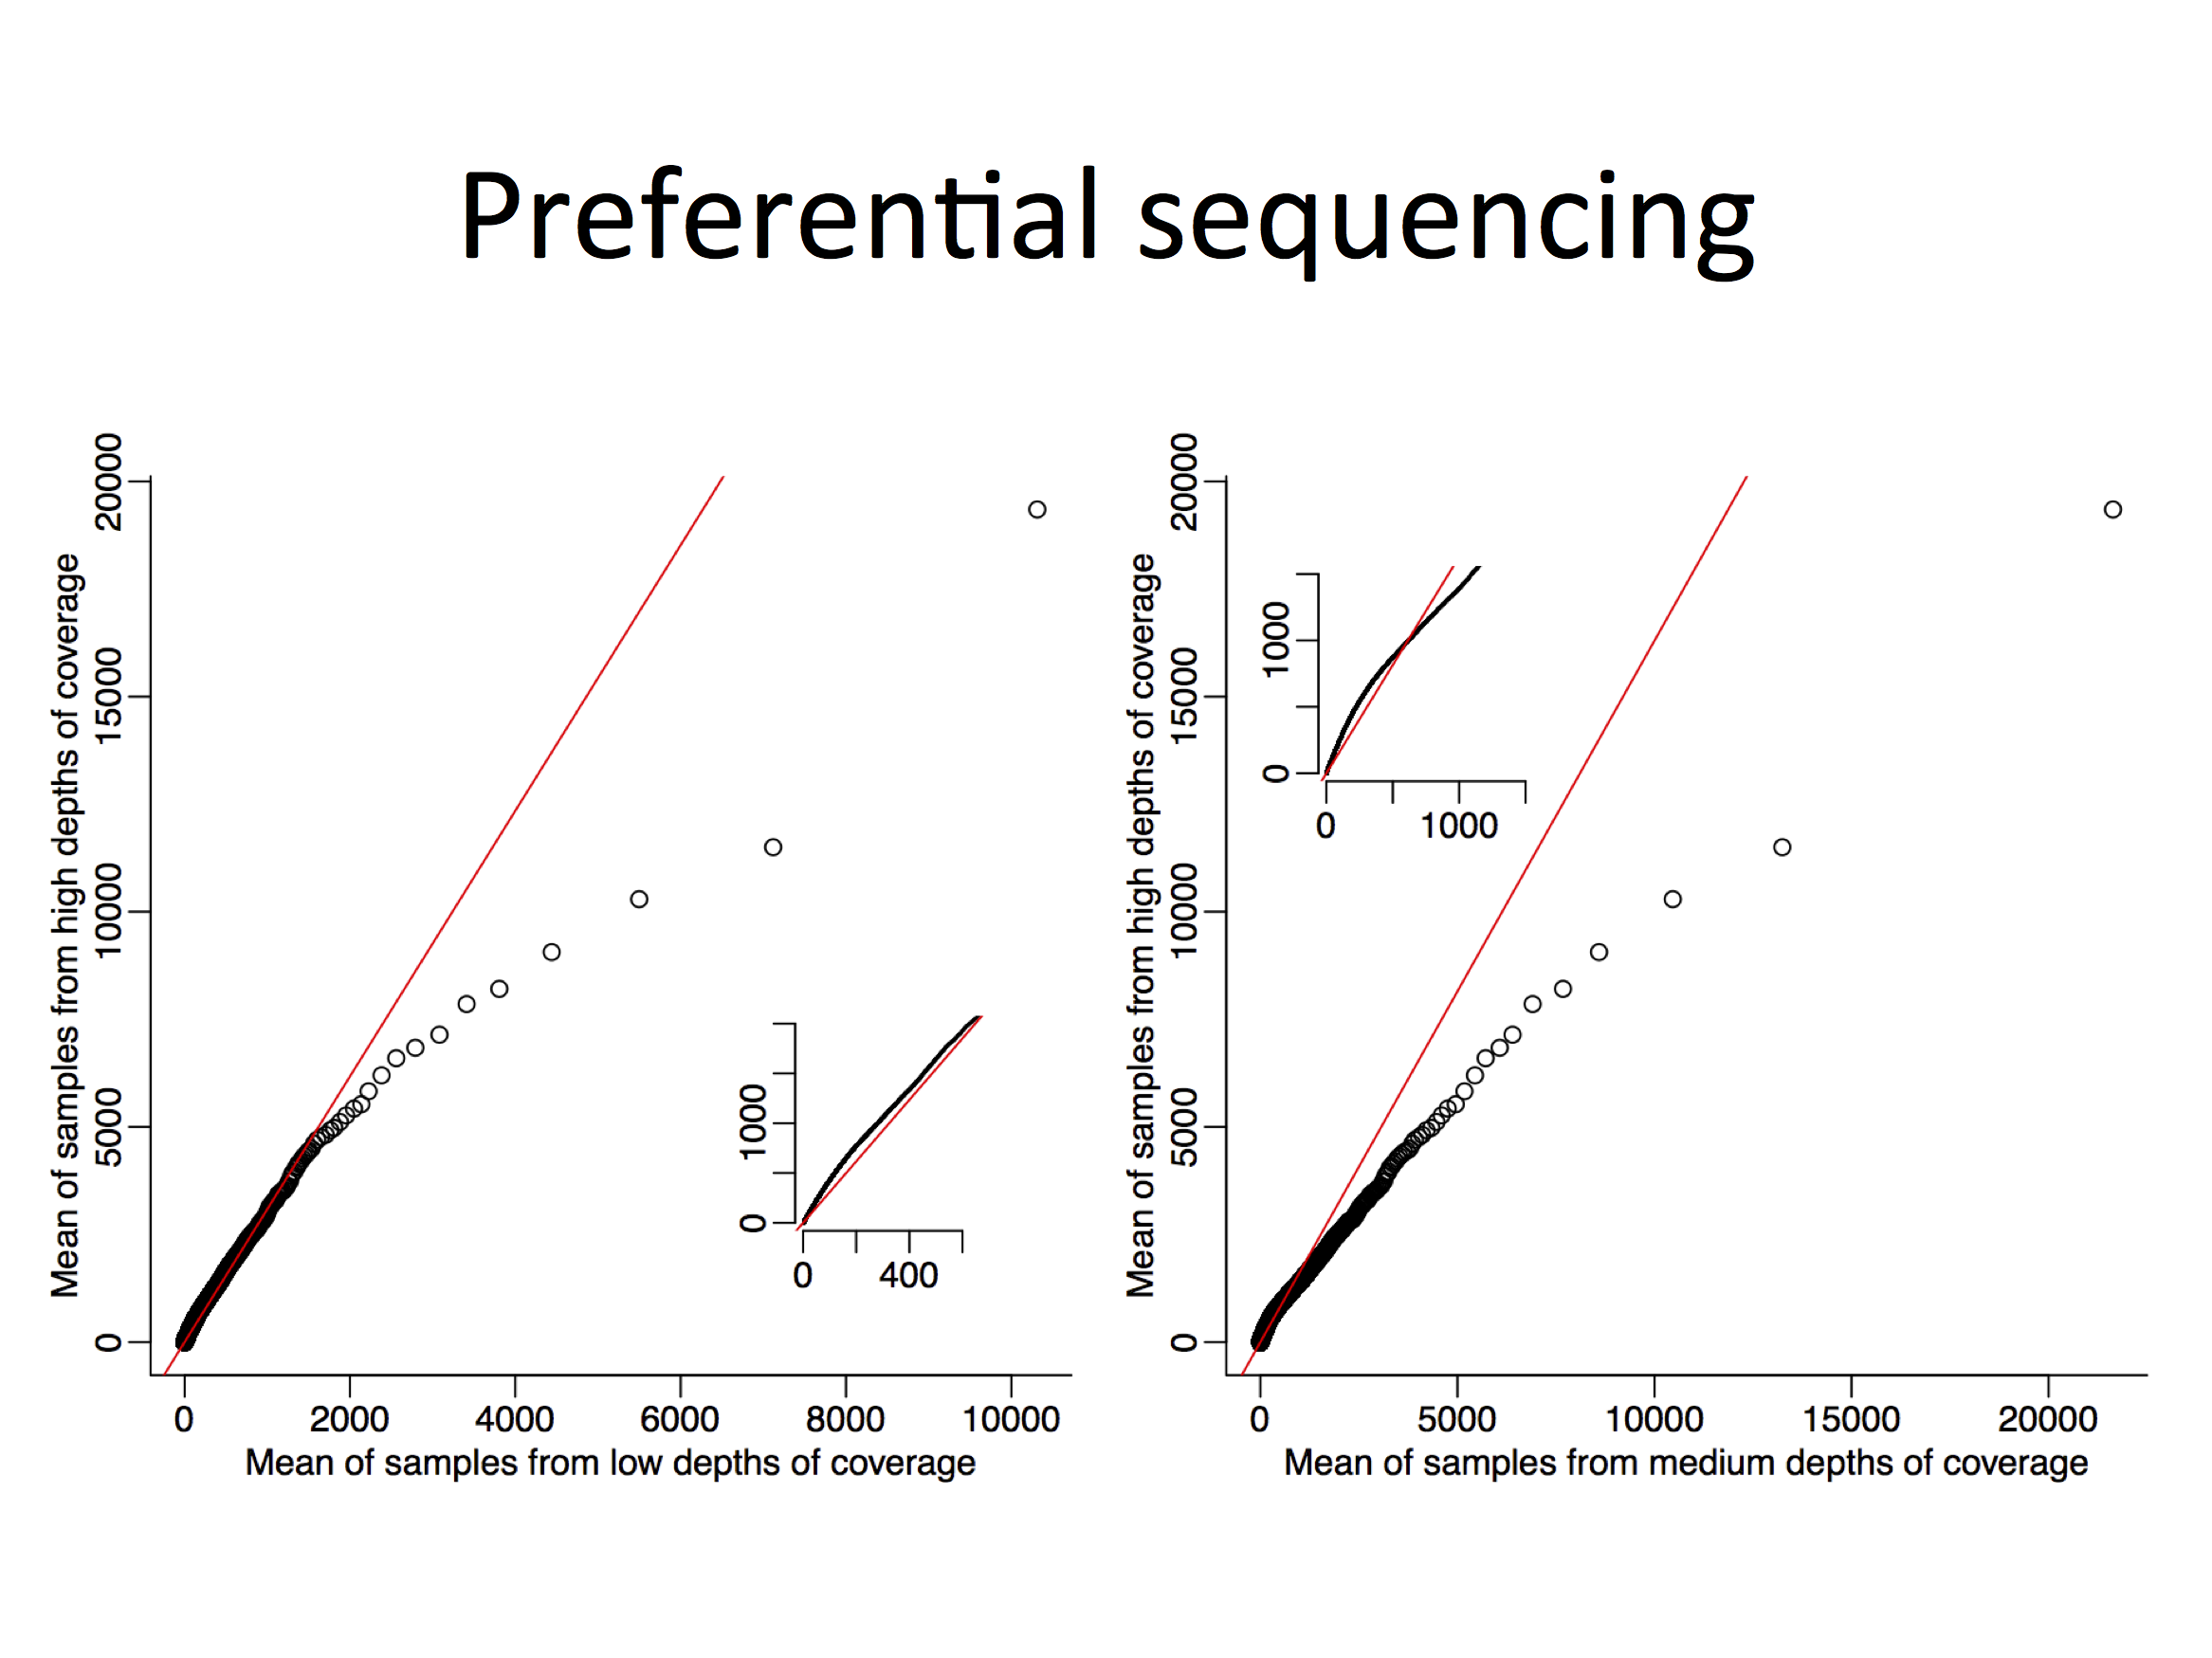 Preferential sequencing
Mean of samples from high depths of coverage
20000
15000
10000
5000
0
1000
0
0 400
0 2000 4000 6000 8000 10000
Mean of samples from low depths of coverage
Mean of samples from high depths of coverage
20000
15000
10000
5000
0
1000
0
0 1000
0 5000 10000 15000 20000
Mean of samples from medium depths of coverage